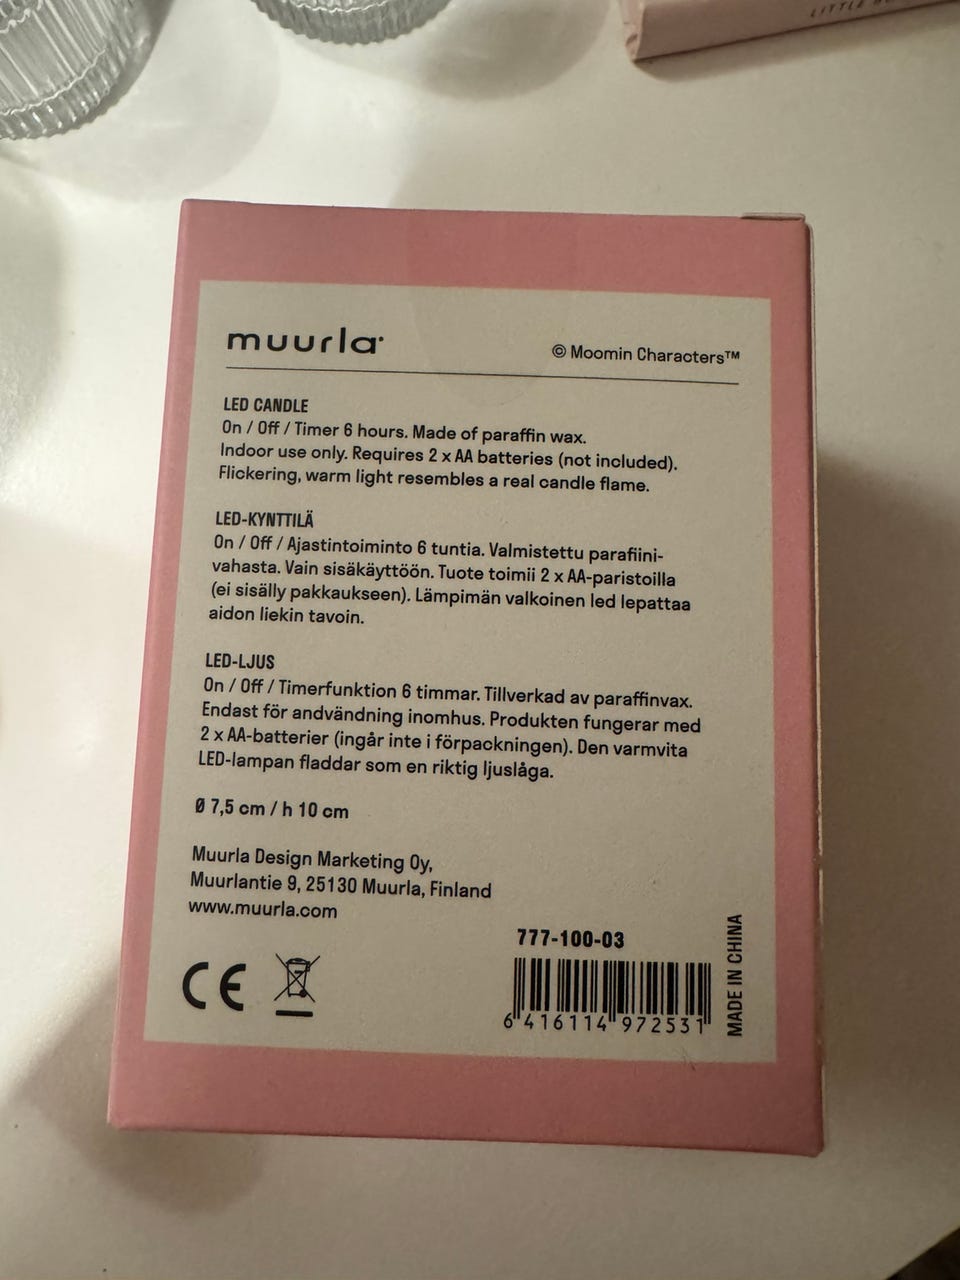 LITTLE
muurla
© Moomin Characters™
LED CANDLE
On / Off / Timer 6 hours. Made of paraffin wax.
Indoor use only. Requires 2 x AA batteries (not included).
Flickering, warm light resembles a real candle flame.
LED-KYNTTILÄ
On / Off / Ajastintoiminto 6 tuntia. Valmistettu parafiini-
vahasta. Vain sisäkäyttöön. Tuote toimii 2 x AA-paristoilla
(ei sisälly pakkaukseen). Lämpimän valkoinen led lepattaa
aidon liekin tavoin.
LED-LJUS
On / Off / Timerfunktion 6 timmar. Tillverkad av paraffinvax.
Endast för andvändning inomhus. Produkten fungerar med
2 x AA-batterier (ingår inte i förpackningen). Den varmvita
LED-lampan fladdar som en riktig ljuslåga.
Ø 7,5 cm / h 10 cm
Muurla Design Marketing Oy,
Muurlantie 9, 25130 Muurla, Finland
www.muurla.com
CE
777-100-03
6 416114 972531
MADE IN CHINA